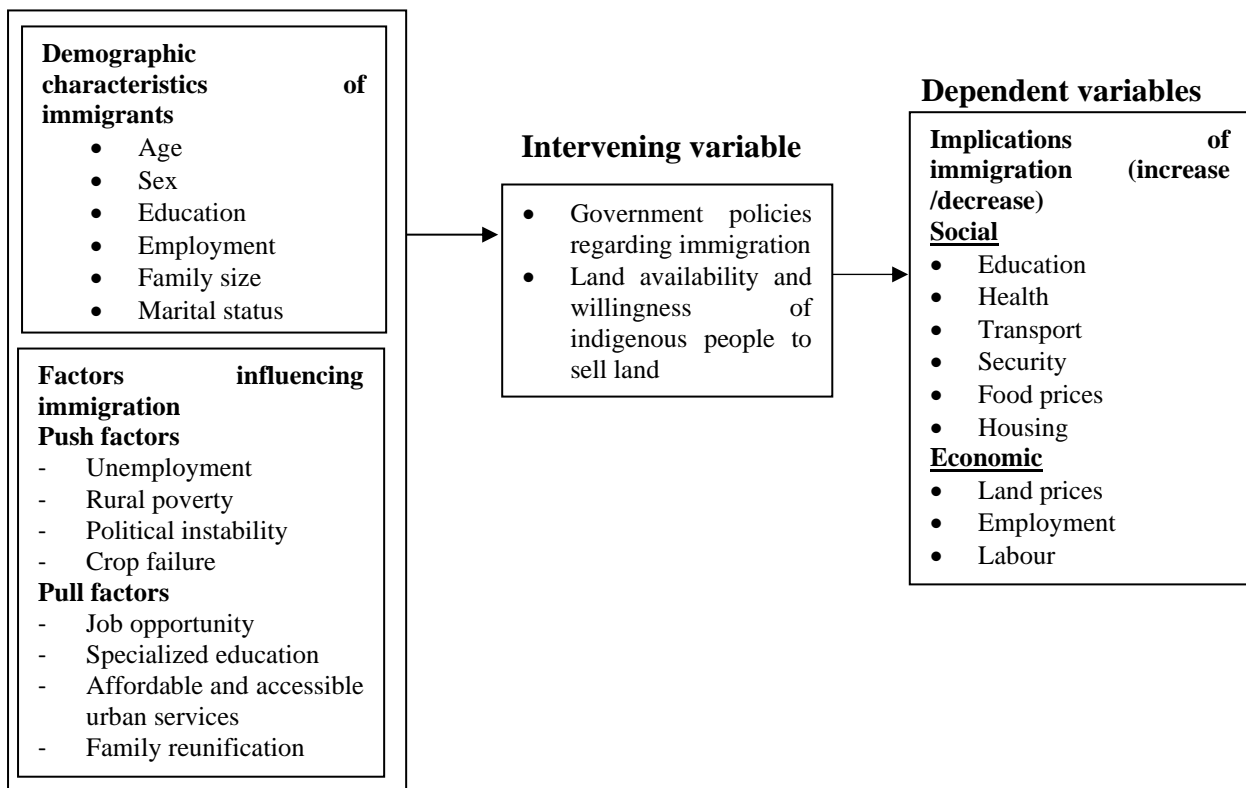 Demographic
characteristics of
immigrants
• Age
• Sex
• Education
• Employment
• Family size
• Marital status
Factors influencing
immigration
Push factors
- Unemployment
- Rural poverty
- Political instability
- Crop failure
Pull factors
- Job opportunity
- Specialized education
- Affordable and accessible
urban services
- Family reunification
Intervening variable
• Government policies
regarding immigration
• Land availability and
willingness of
indigenous people to
sell land
Dependent variables
Implications of
immigration (increase
/decrease)
Social
• Education
• Health
• Transport
• Security
• Food prices
• Housing
Economic
• Land prices
• Employment
• Labour